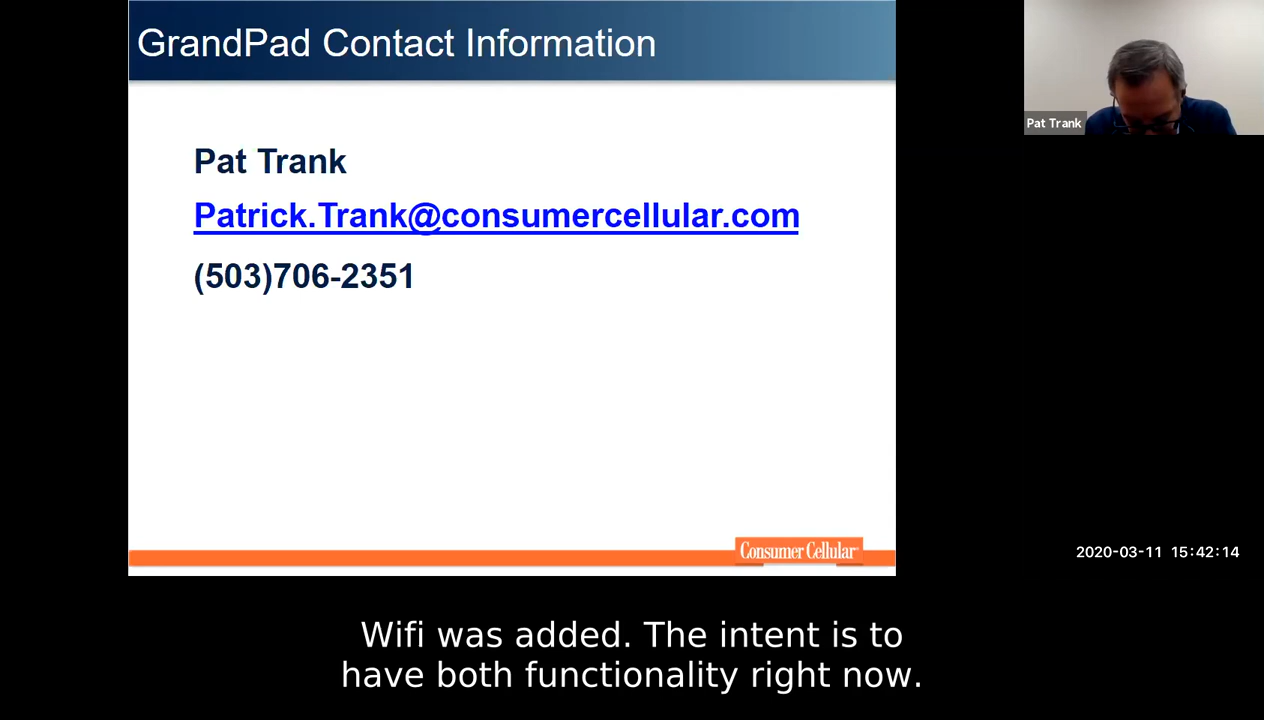 GrandPad Contact Information
Pat Trank
Pat Trank
Patrick.Trank@consumercellular.com
(503)706-2351
Consumer Cellular
2020-03-11 15:42:14
Wifi was added. The intent is to
have both functionality right now.